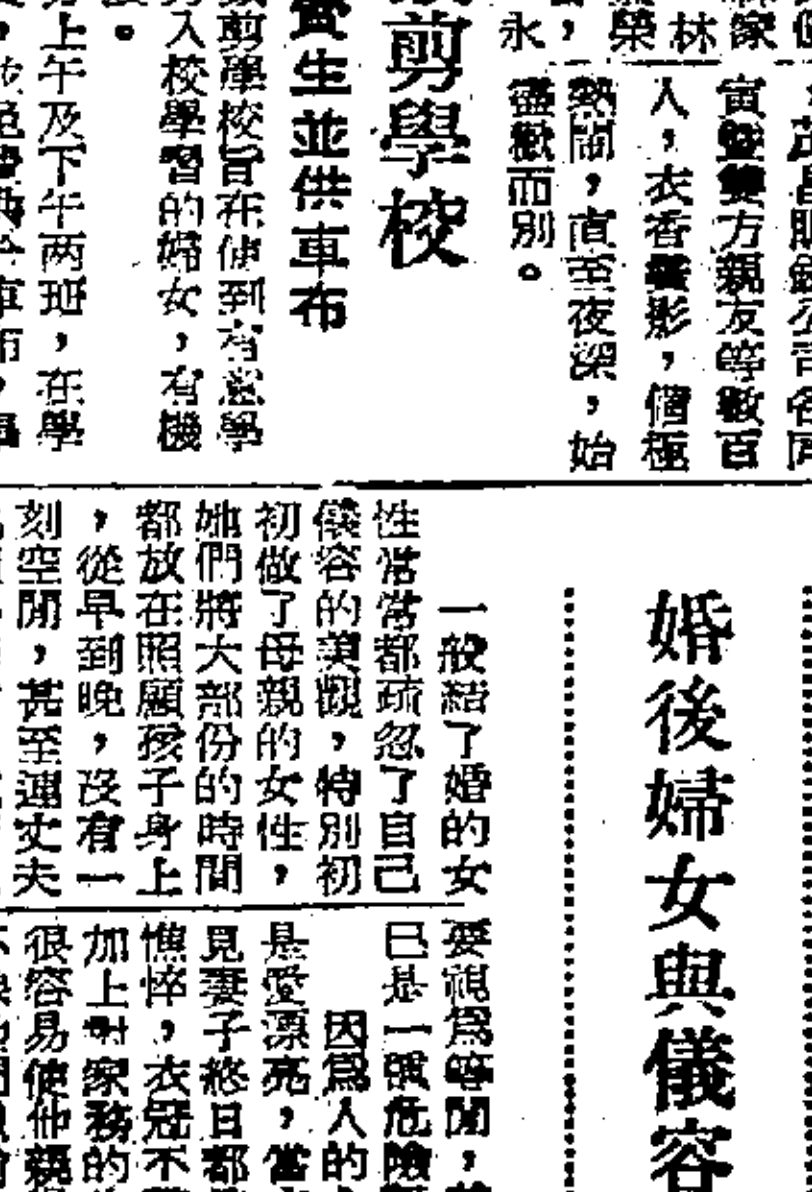 家
林
榮
，永
寅暨雙方親友等數百
人，衣香鬢影，備極
熱鬧，直至夜深，始
盡歡而別。
剪學校
生並供車布
剪學校旨在使到有意學
入校學習的婦女，有機
。
上午及下午两班，在學
婚後婦女與儀容
一般結了婚的女
性常常都疏忽了自己
儀容的美觀，特別初
初做了母親的女性，
她們將大部份的時間
都放在照顧孩子身上
，從早到晚，沒有一
刻空閒，甚至連丈夫
要視爲等閒，
已是一
危險
因爲人的
是愛漂亮，當
見妻子終日都
憔悴，衣冠不
加上對家務的
很容易使他親